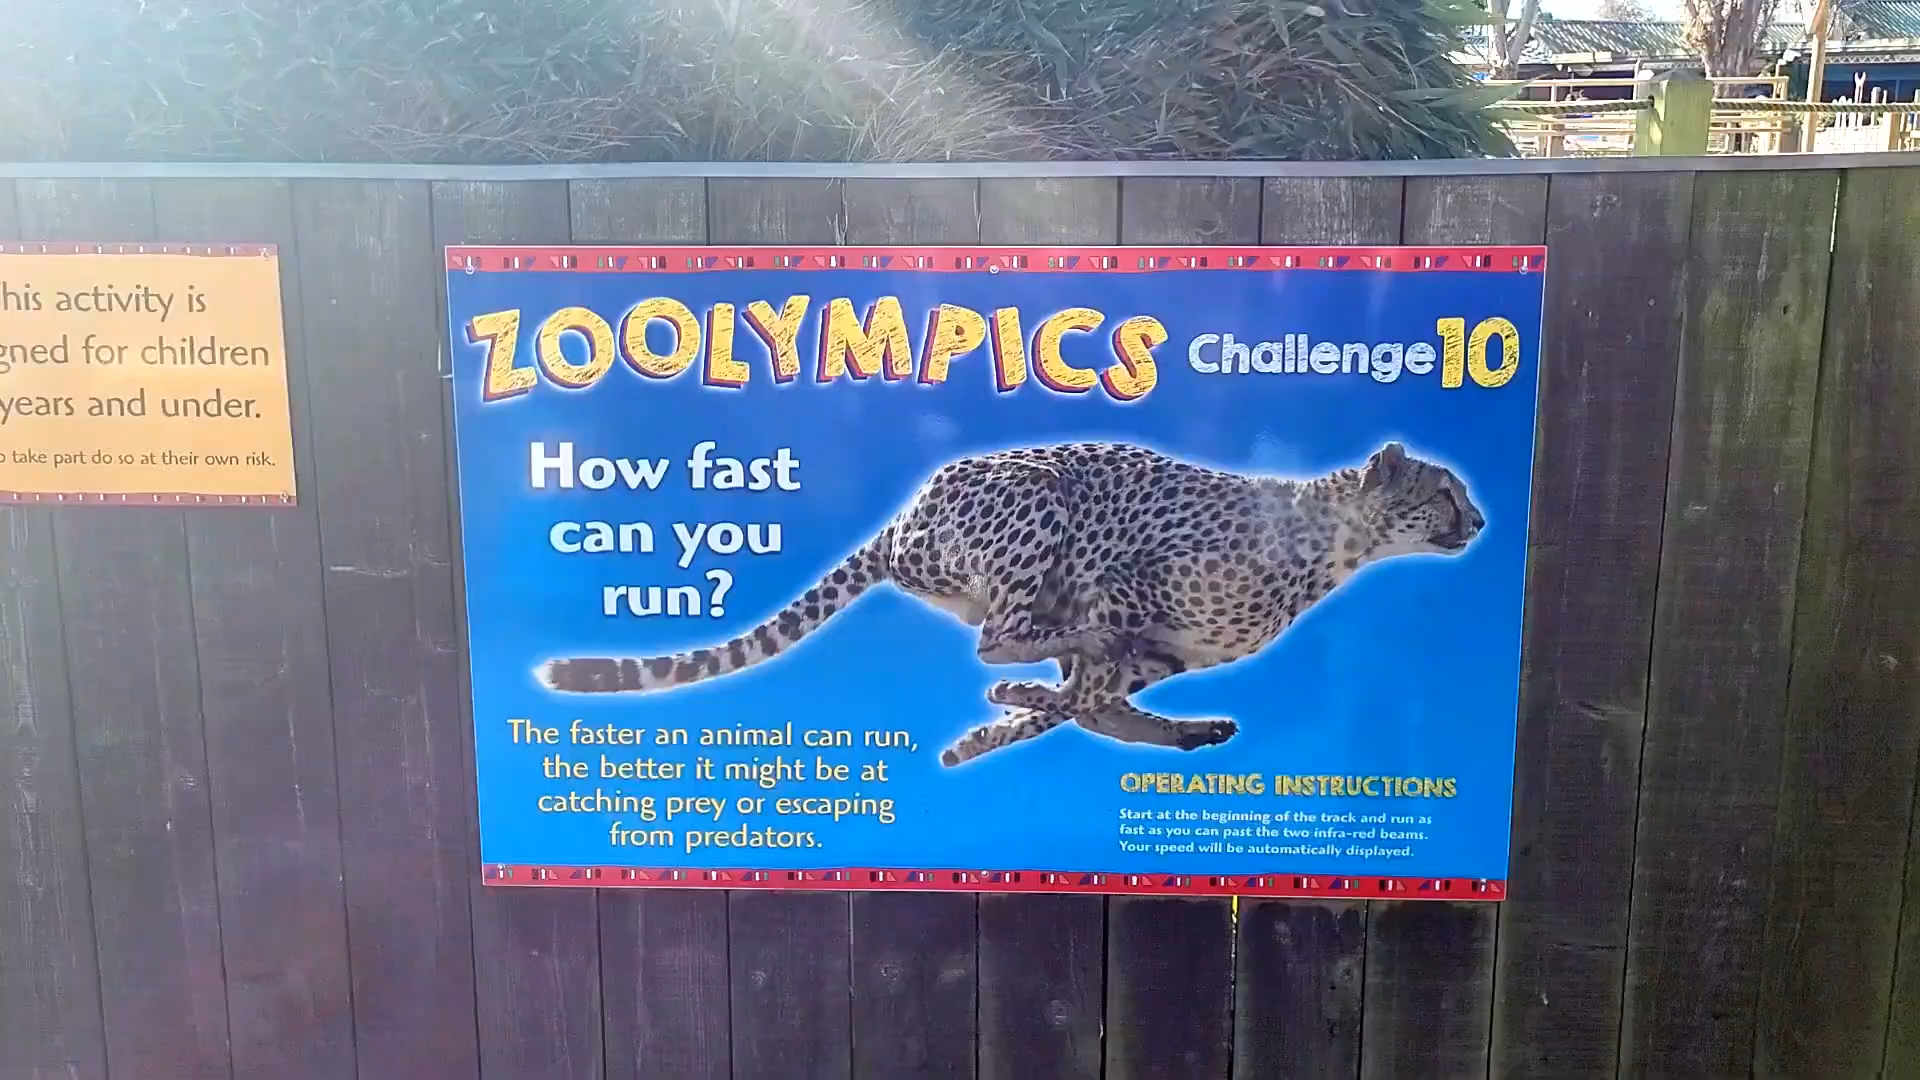 his activity is
gned for children
years and under.
take part do so at their own risk.
ZOOLYMPICS Challenge 10
How fast
can you
run?
The faster an animal can run,
the better it might be at
catching prey or escaping
from predators.
OPERATING INSTRUCTIONS
Start at the beginning of the track and run as
fast as you can past the two infra-red beams.
Your speed will be automatically displayed.